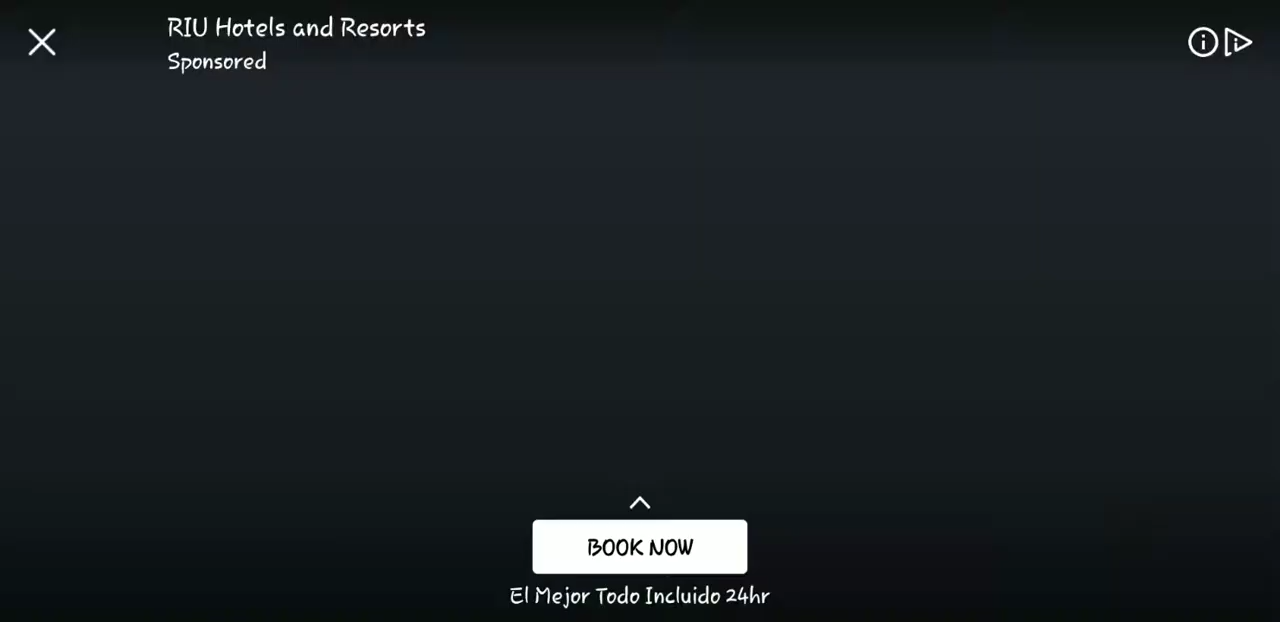 RIU Hotels and Resorts
Sponsored
BOOK NOW
El Mejor Todo Incluido 24hr